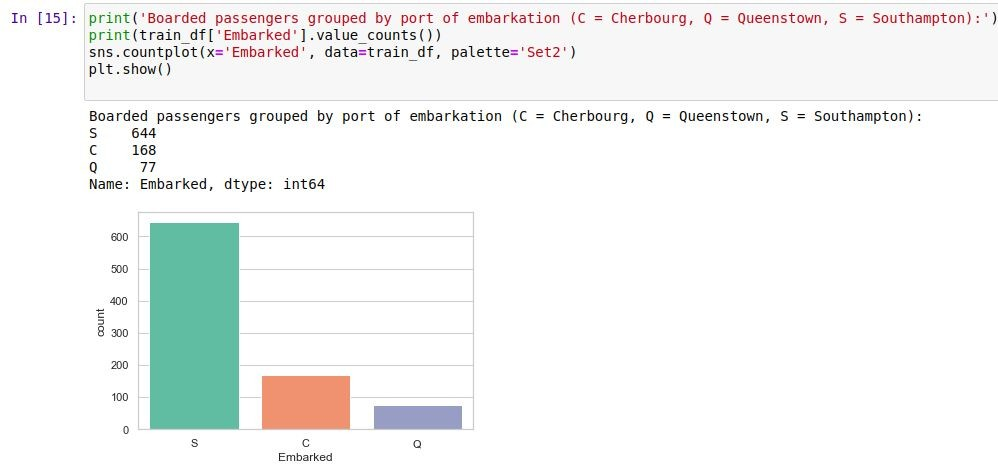 In [15]: print('Boarded passengers grouped by port of embarkation (C = Cherbourg, Q = Queenstown, S = Southampton):')
print(train_df['Embarked'].value_counts())
sns.countplot(x='Embarked', data=train_df, palette='Set2')
plt.show()
Boarded passengers grouped by port of embarkation (C = Cherbourg, Q = Queenstown, S = Southampton):
S    644
C    168
Q     77
Name: Embarked, dtype: int64
600
500
400
300
200
100
0
count
S C Q
Embarked